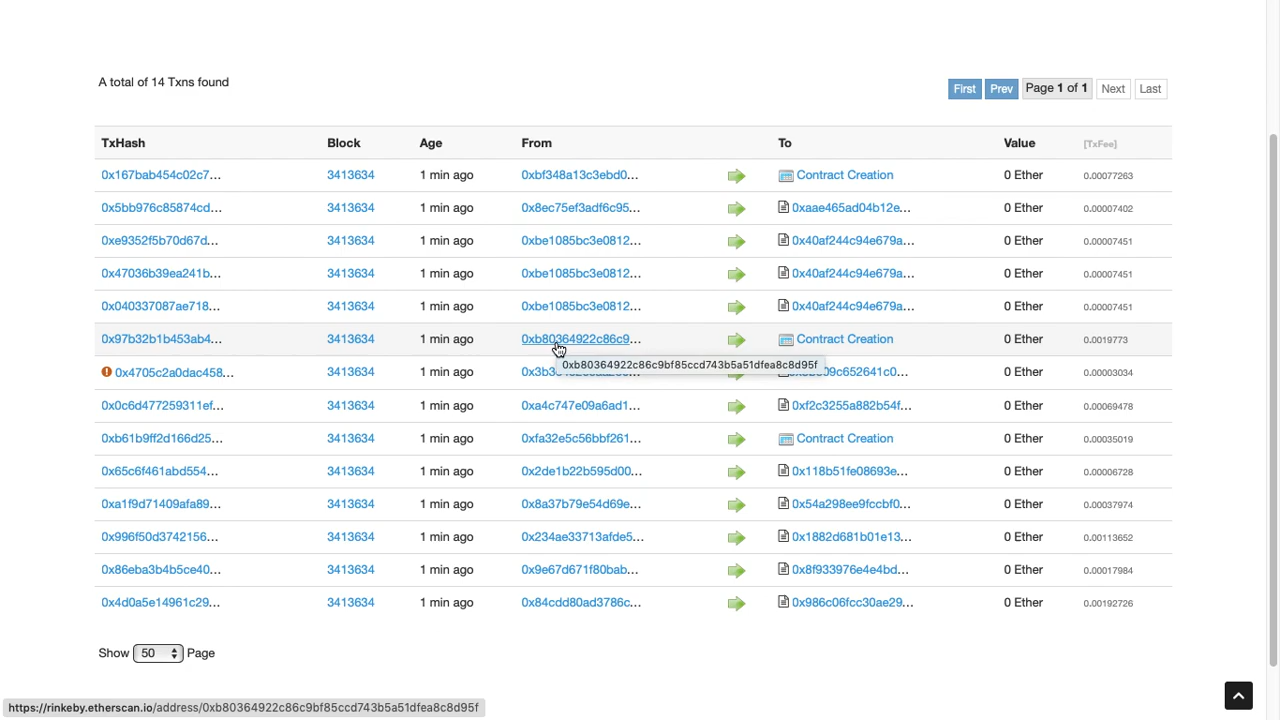 A total of 14 Txns found
First Prev Page 1 of 1 Next Last
TxHash Block Age From To Value [TxFee]
0x167bab454c02c7... 3413634 1 min ago 0xbf348a13c3ebd0... Contract Creation 0 Ether 0.00077263
0x5bb976c85874cd... 3413634 1 min ago 0x8ec75ef3adf6c95... 0xaae465ad04b12e... 0 Ether 0.00007402
0xe9352f5b70d67d... 3413634 1 min ago 0xbe1085bc3e0812... 0x40af244c94e679a... 0 Ether 0.00007451
0x47036b39ea241b... 3413634 1 min ago 0xbe1085bc3e0812... 0x40af244c94e679a... 0 Ether 0.00007451
0x040337087ae718... 3413634 1 min ago 0xbe1085bc3e0812... 0x40af244c94e679a... 0 Ether 0.00007451
0x97b32b1b453ab4... 3413634 1 min ago 0xb80364922c86c9... Contract Creation 0 Ether 0.0019773
0xb80364922c86c9bf85ccd743b5a51dfea8c8d95f
0x4705c2a0dac458... 3413634 1 min ago 0 Ether 0.00003034
0x0c6d477259311ef... 3413634 1 min ago 0xa4c747e09a6ad1... 0xf2c3255a882b54f... 0 Ether 0.00069478
0xb61b9ff2d166d25... 3413634 1 min ago 0xfa32e5c56bbf261... Contract Creation 0 Ether 0.00035019
0x65c6f461abd554... 3413634 1 min ago 0x2de1b22b595d00... 0x118b51fe08693e... 0 Ether 0.00006728
0xa1f9d71409afa89... 3413634 1 min ago 0x8a37b79e54d69e... 0x54a298ee9fccbf0... 0 Ether 0.00037974
0x996f50d3742156... 3413634 1 min ago 0x234ae33713afde5... 0x1882d681b01e13... 0 Ether 0.00113652
0x86eba3b4b5ce40... 3413634 1 min ago 0x9e67d671f80bab... 0x8f933976e4e4bd... 0 Ether 0.00017984
0x4d0a5e14961c29... 3413634 1 min ago 0x84cdd80ad3786c... 0x986c06fcc30ae29... 0 Ether 0.00192726
Show 50 Page
https://rinkeby.etherscan.io/address/0xb80364922c86c9bf85ccd743b5a51dfea8c8d95f